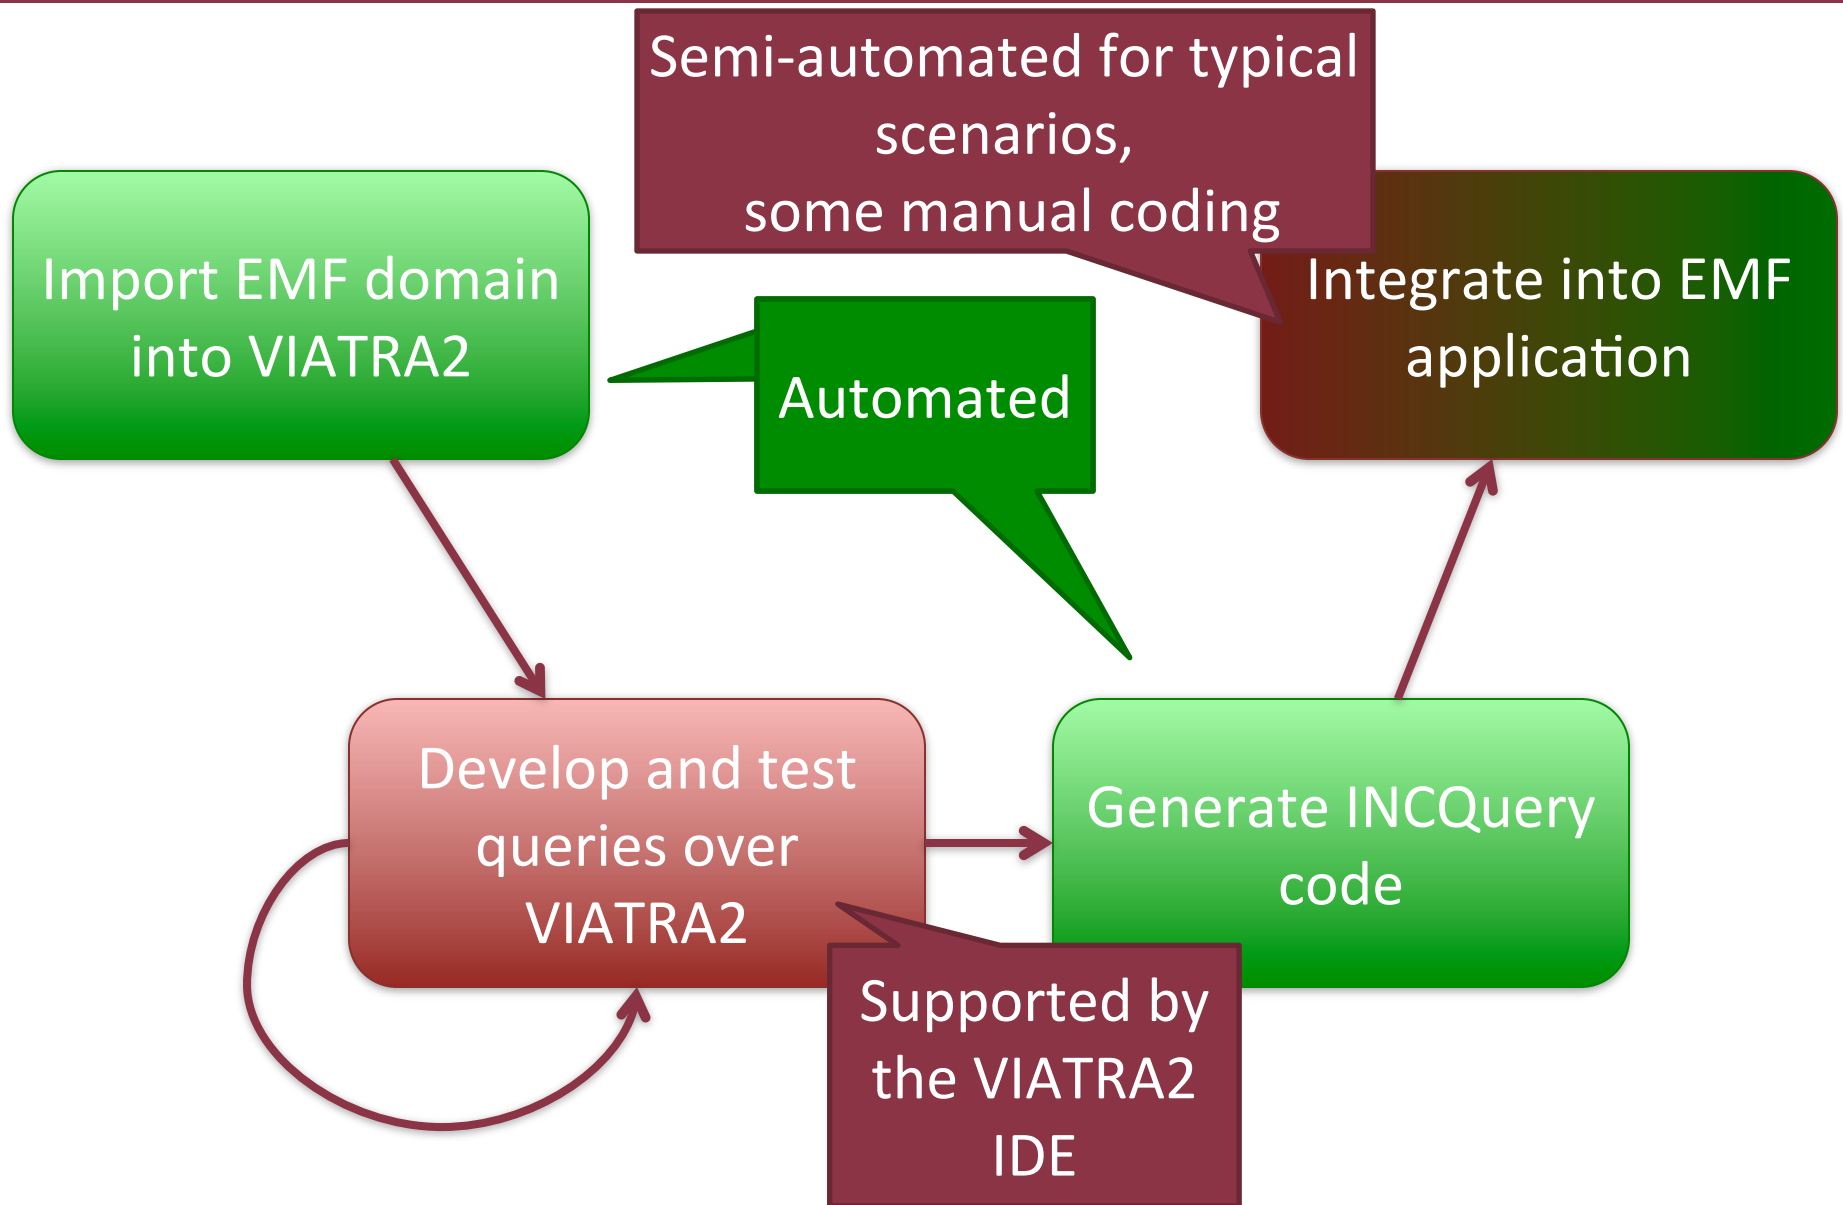 Semi-automated for typical
scenarios,
some manual coding
Import EMF domain
into VIATRA2
Automated
Integrate into EMF
application
Develop and test
queries over
VIATRA2
Generate INCQuery
code
Supported by
the VIATRA2
IDE